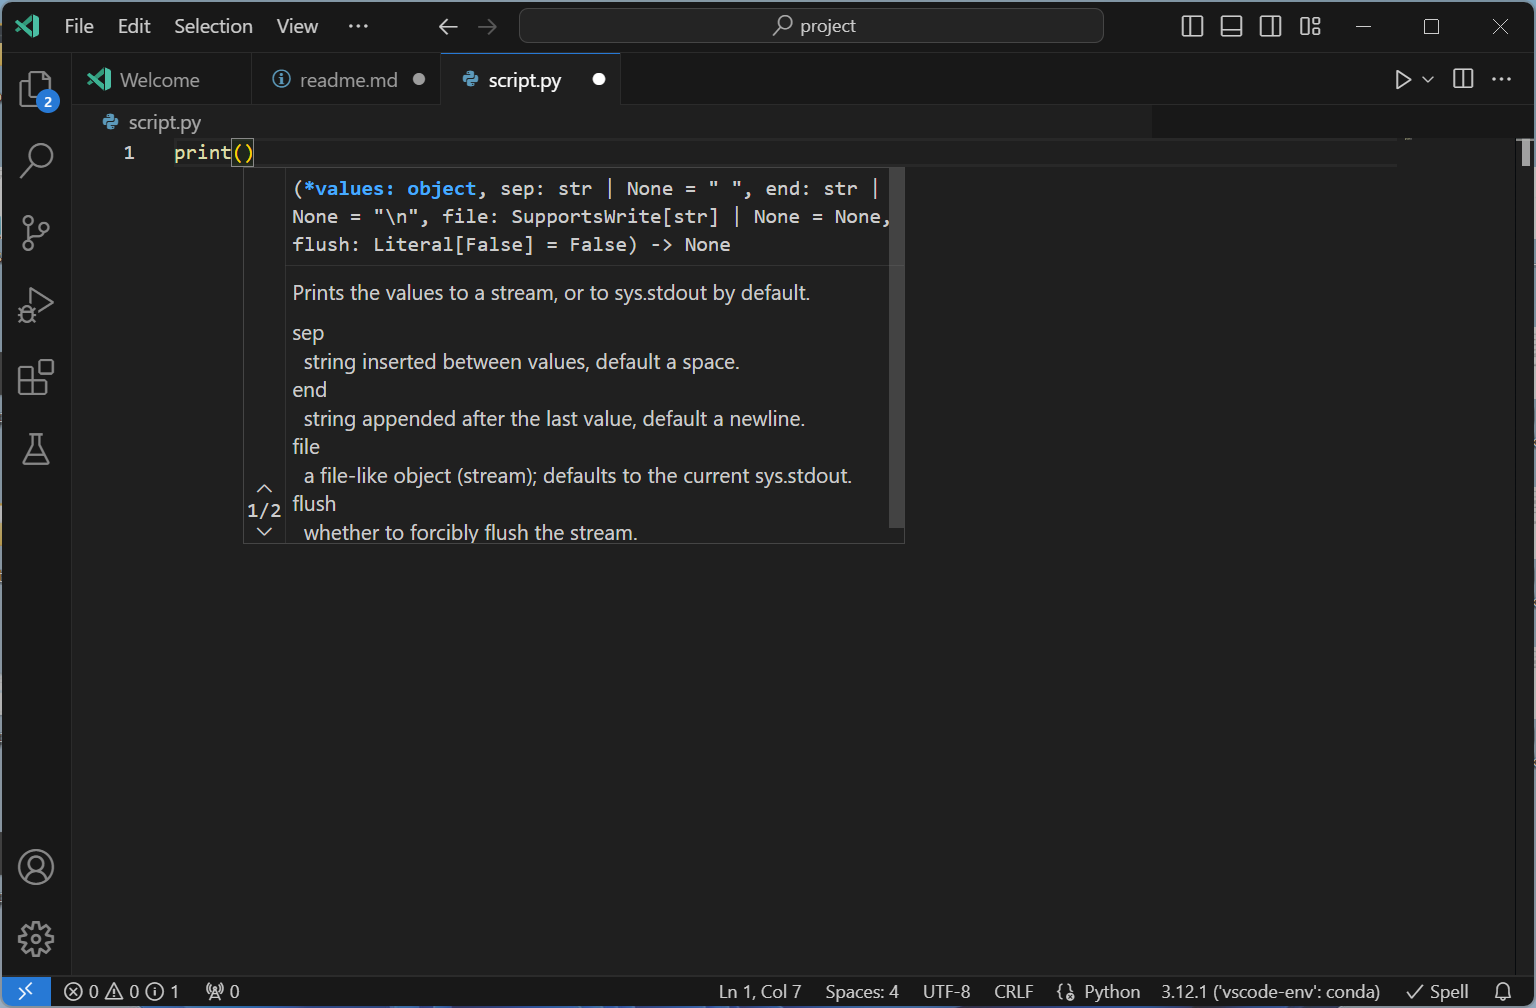 File Edit Selection View ··· project
2
Welcome readme.md script.py
script.py
1 print()
(*values: object, sep: str | None = " ", end: str |
None = "\n", file: SupportsWrite[str] | None = None,
flush: Literal[False] = False) -> None
Prints the values to a stream, or to sys.stdout by default.
sep
string inserted between values, default a space.
end
string appended after the last value, default a newline.
file
a file-like object (stream); defaults to the current sys.stdout.
1/2
flush
whether to forcibly flush the stream.
0 0 1 0 Ln 1, Col 7 Spaces: 4 UTF-8 CRLF Python 3.12.1 ('vscode-env': conda) Spell